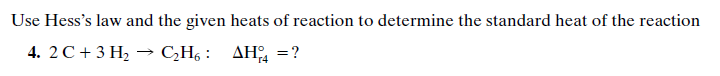 Use Hess's law and the given heats of reaction to determine the standard heat of the reaction
4. 2 C + 3 H₂ → C₂H₆ : ΔH°r4 = ?